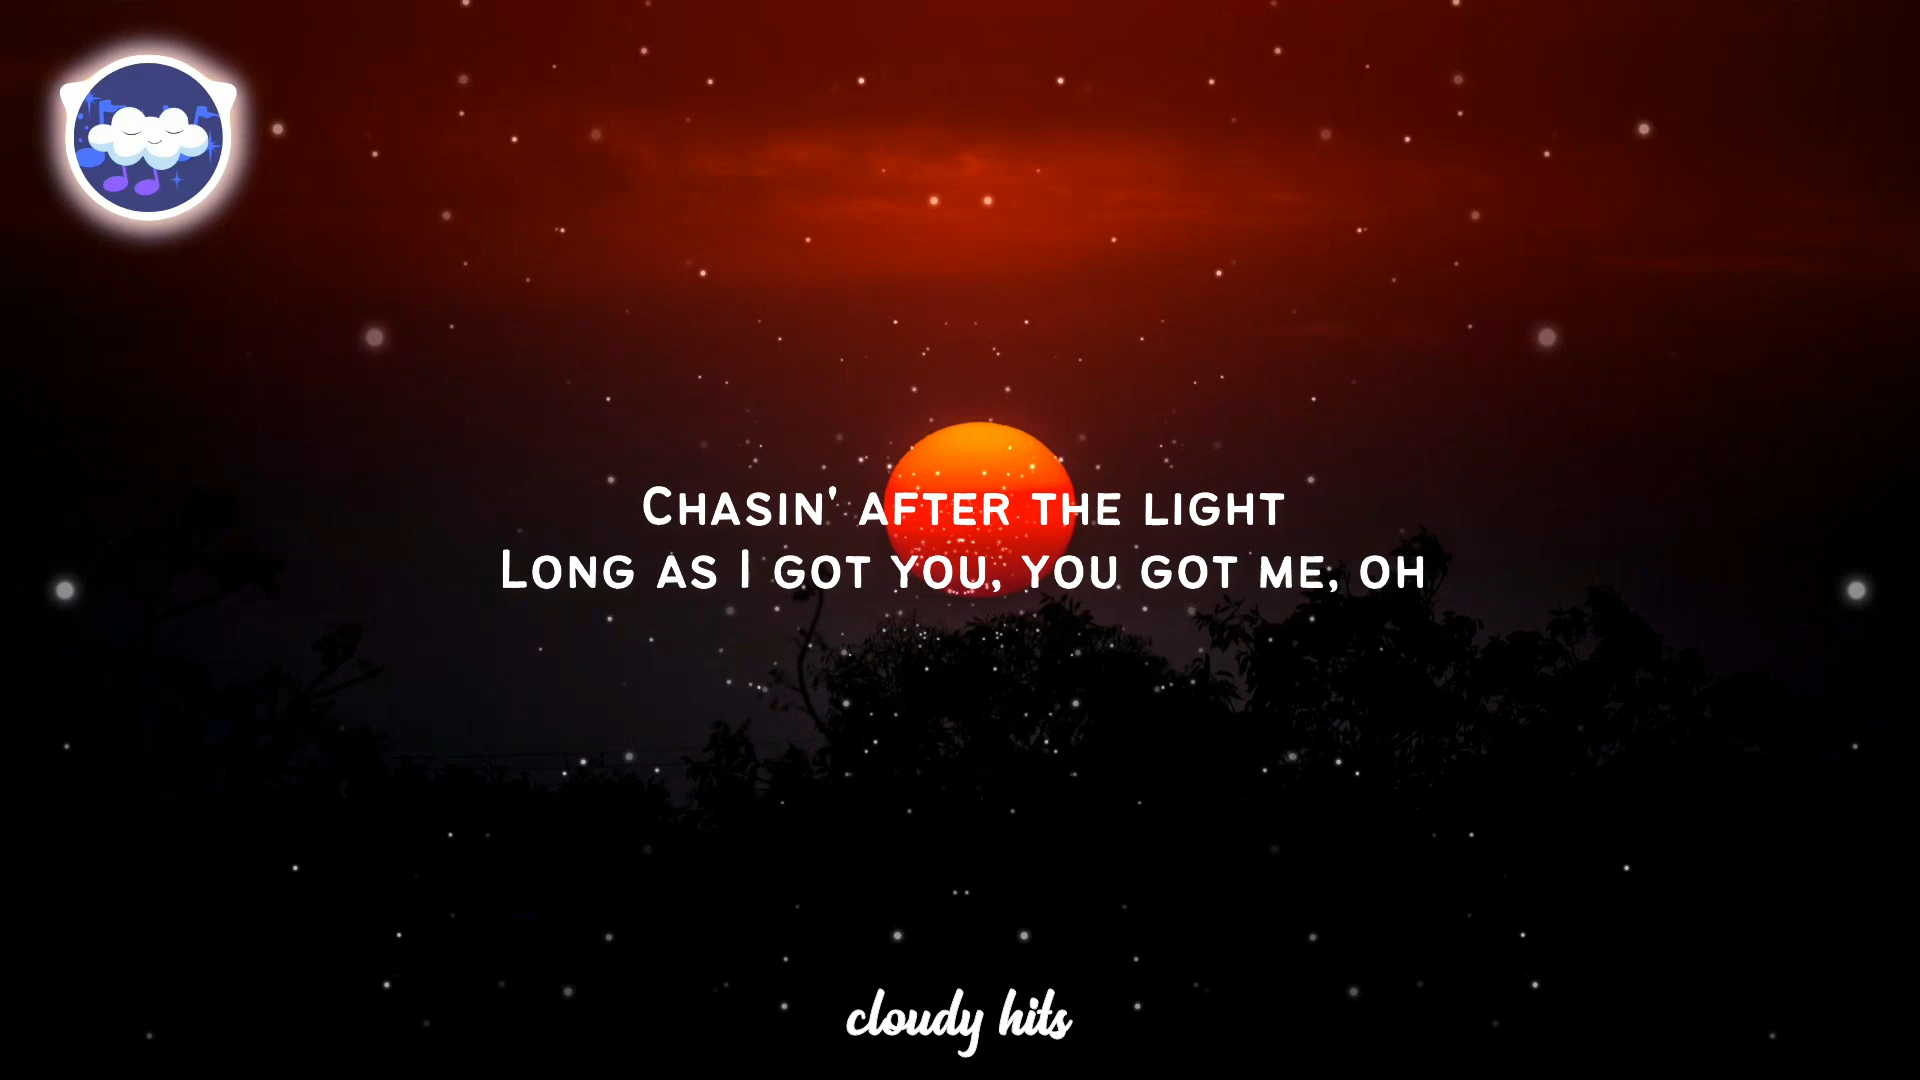 Chasin' after the light
Long as I got you, you got me, oh
cloudy hits